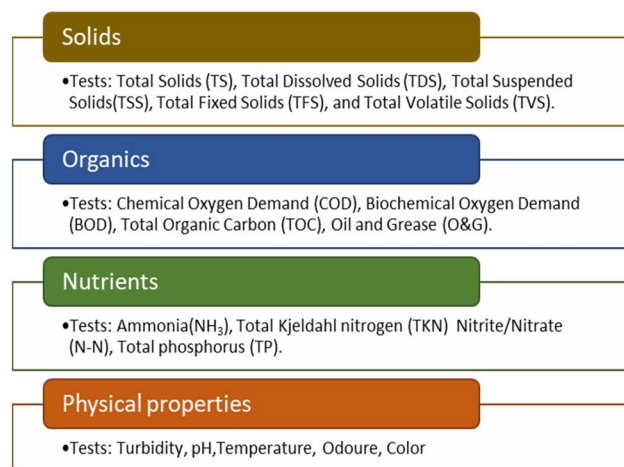 Solids
•Tests: Total Solids (TS), Total Dissolved Solids (TDS), Total Suspended
Solids(TSS), Total Fixed Solids (TFS), and Total Volatile Solids (TVS).
Organics
•Tests: Chemical Oxygen Demand (COD), Biochemical Oxygen Demand
(BOD), Total Organic Carbon (TOC), Oil and Grease (O&G).
Nutrients
•Tests: Ammonia(NH₃), Total Kjeldahl nitrogen (TKN) Nitrite/Nitrate
(N-N), Total phosphorus (TP).
Physical properties
•Tests: Turbidity, pH,Temperature, Odoure, Color